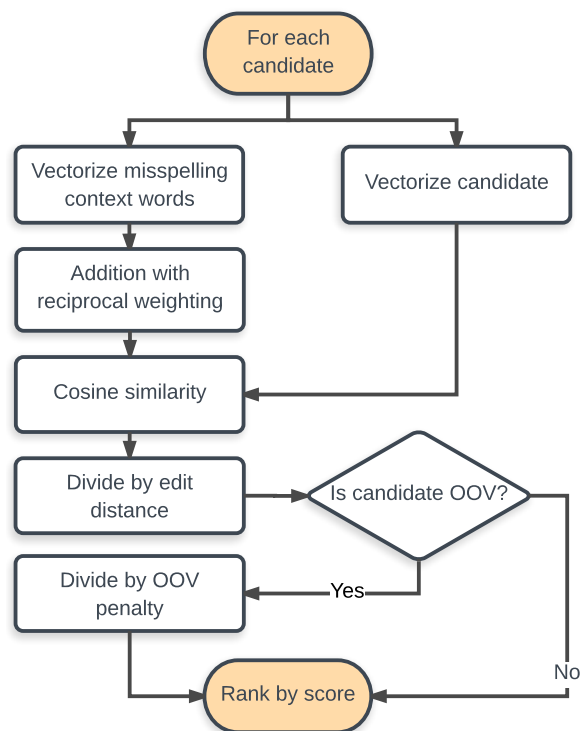 For each
candidate
Vectorize misspelling
context words
Vectorize candidate
Addition with
reciprocal weighting
Cosine similarity
Divide by edit
distance
Is candidate OOV?
Divide by OOV
penalty
Yes
No
Rank by score